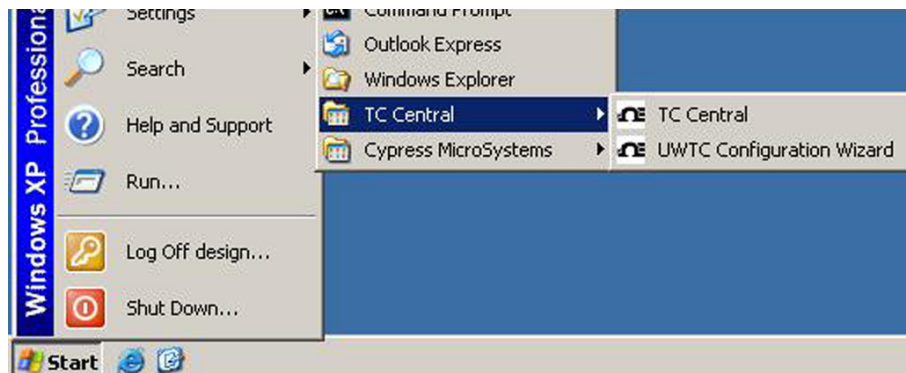 Windows XP Professional
Settings
Search
Help and Support
Run...
Log Off design...
Shut Down...
Command Prompt
Outlook Express
Windows Explorer
TC Central
Cypress MicroSystems
TC Central
UWTC Configuration Wizard
Start